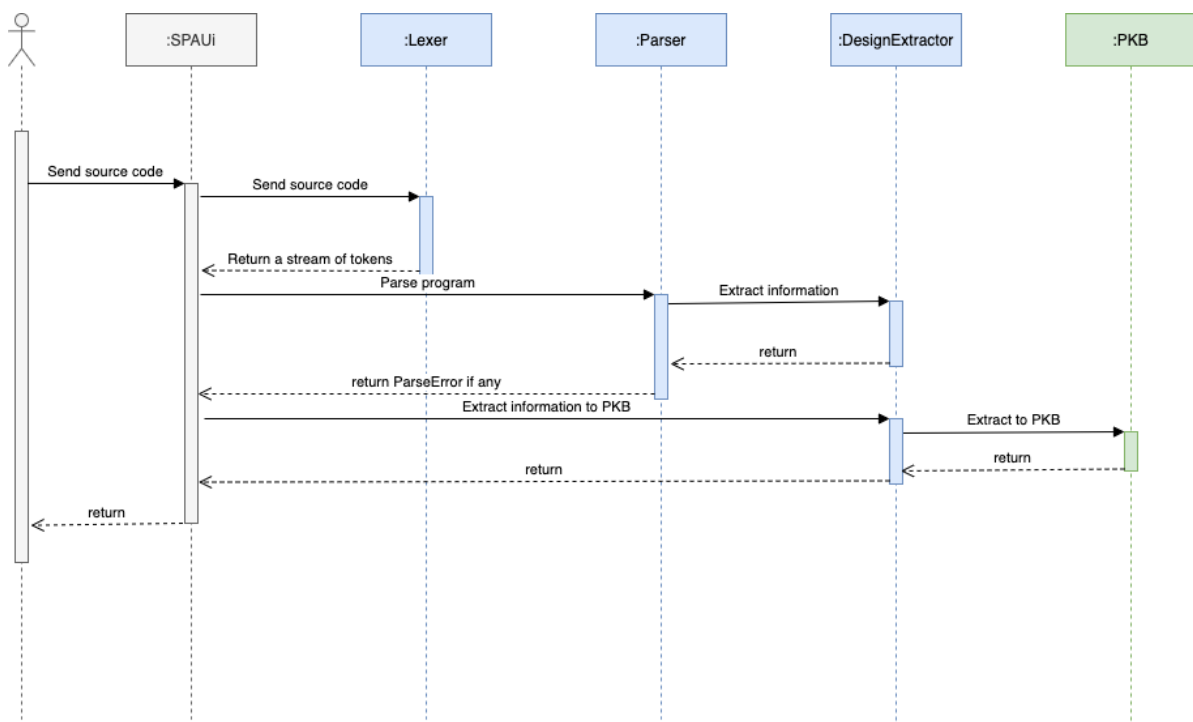 :SPAUi
:Lexer
:Parser
:DesignExtractor
:PKB
Send source code
Send source code
Return a stream of tokens
Parse program
Extract information
return
return ParseError if any
Extract information to PKB
Extract to PKB
return
return
return